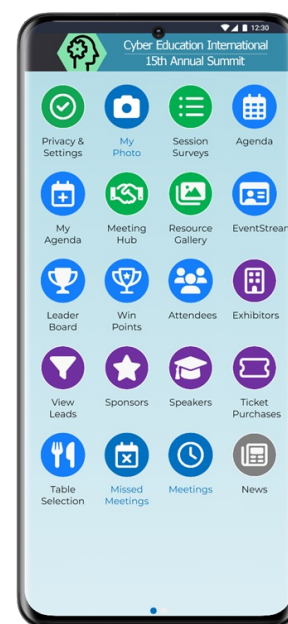 12:30
Cyber Education International
15th Annual Summit
Privacy &
Settings
My
Photo
Session
Surveys
Agenda
My
Agenda
Meeting
Hub
Resource
Gallery
EventStream
Leader
Board
Win
Points
Attendees
Exhibitors
View
Leads
Sponsors
Speakers
Ticket
Purchases
Table
Selection
Missed
Meetings
Meetings
News